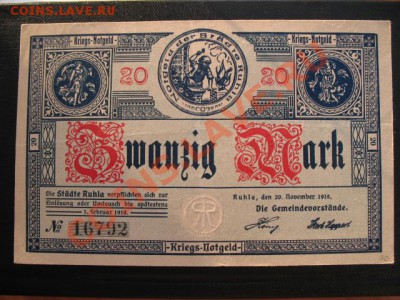 COINS.LAVE.RU
-Kriegs-Notgeld-
-Kriegs-Notgeld-
Notgeld der Städte Ruhla
20
20
Zwanzig Mark
20
20
Die Städte Ruhla verpflichten sich zur
Einlösung oder Umtausch bis spätestens
1. Februar 1919.
Ruhla, den 20. November 1918.
Die Gemeindevorstände.
№ 16792
-Kriegs-Notgeld-